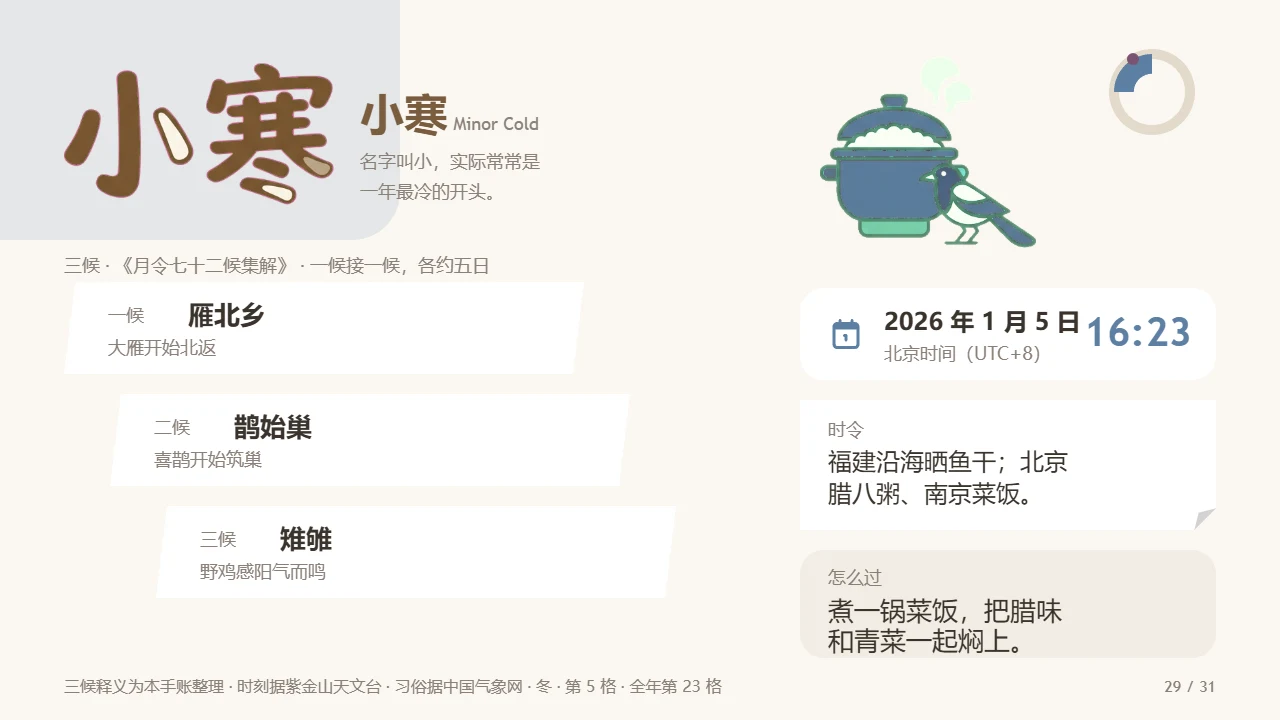 小寒
小寒 Minor Cold
名字叫小，实际常常是
一年最冷的开头。
三候 · 《月令七十二候集解》 · 一候接一候，各约五日
一候 雁北乡
大雁开始北返
二候 鹊始巢
喜鹊开始筑巢
三候 雉雊
野鸡感阳气而鸣
2026 年 1 月 5 日 16:23
北京时间（UTC+8）
时令
福建沿海晒鱼干；北京
腊八粥、南京菜饭。
怎么过
煮一锅菜饭，把腊味
和青菜一起焖上。
三候释义为本手账整理 · 时刻据紫金山天文台 · 习俗据中国气象网 · 冬 · 第 5 格 · 全年第 23 格
29 / 31